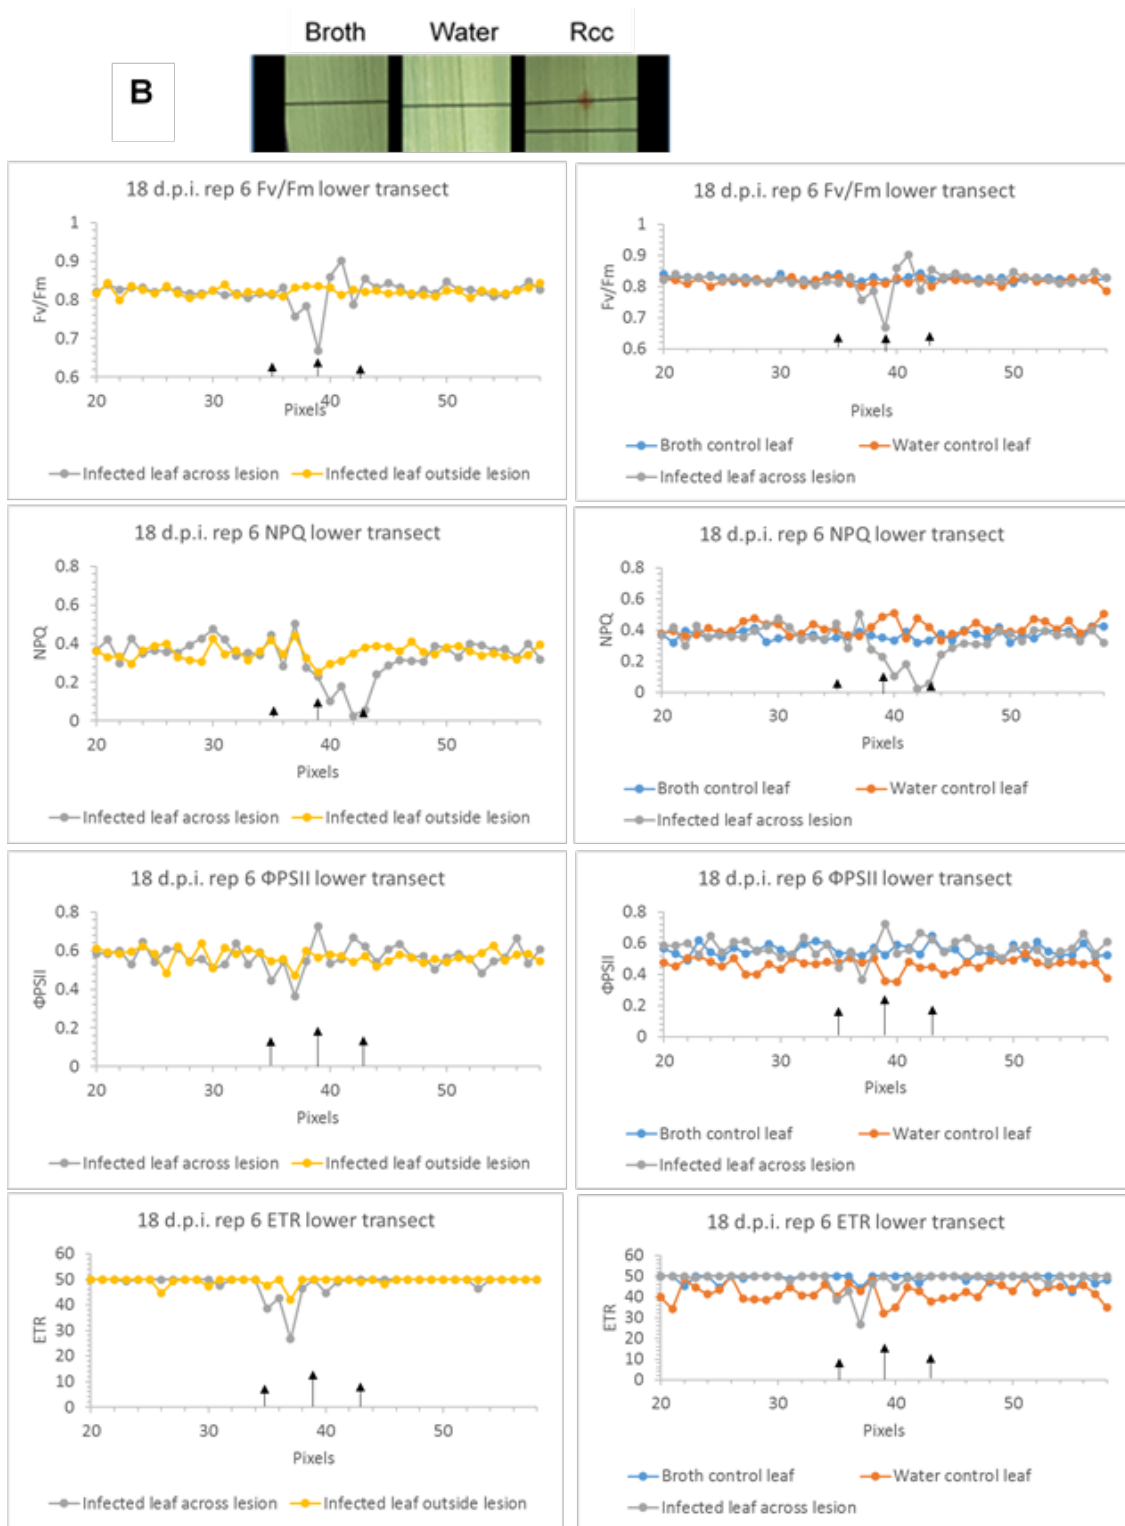 Broth Water Rcc
B
18 d.p.i. rep 6 Fv/Fm lower transect
1
0.9
0.8
0.7
0.6
Fv/Fm
20 30 40 50
Pixels
Infected leaf across lesion Infected leaf outside lesion
18 d.p.i. rep 6 Fv/Fm lower transect
1
0.9
0.8
0.7
0.6
Fv/Fm
20 30 40 50
Pixels
Broth control leaf Water control leaf
Infected leaf across lesion
18 d.p.i. rep 6 NPQ lower transect
0.8
0.6
0.4
0.2
0
NPQ
20 30 40 50
Pixels
Infected leaf across lesion Infected leaf outside lesion
18 d.p.i. rep 6 NPQ lower transect
0.8
0.6
0.4
0.2
0
NPQ
20 30 40 50
Pixels
Broth control leaf Water control leaf
Infected leaf across lesion
18 d.p.i. rep 6 ΦPSII lower transect
0.8
0.6
0.4
0.2
0
ΦPSII
20 30 40 50
Pixels
Infected leaf across lesion Infected leaf outside lesion
18 d.p.i. rep 6 ΦPSII lower transect
0.8
0.6
0.4
0.2
0
ΦPSII
20 30 40 50
Pixels
Broth control leaf Water control leaf
Infected leaf across lesion
18 d.p.i. rep 6 ETR lower transect
60
50
40
30
20
10
0
ETR
20 30 40 50
Pixels
Infected leaf across lesion Infected leaf outside lesion
18 d.p.i. rep 6 ETR lower transect
60
50
40
30
20
10
0
ETR
20 30 40 50
Pixels
Broth control leaf Water control leaf
Infected leaf across lesion